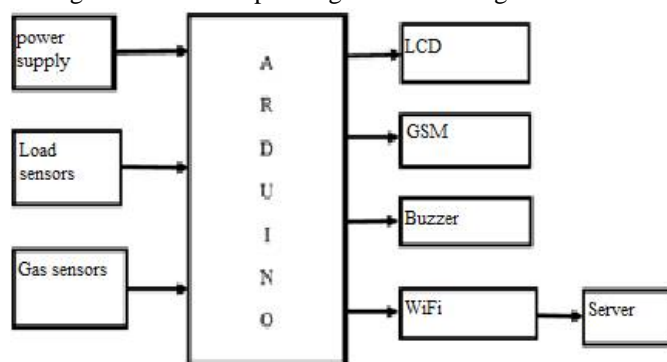 power
supply
Load
sensors
Gas sensors
A
R
D
U
I
N
O
LCD
GSM
Buzzer
WiFi
Server